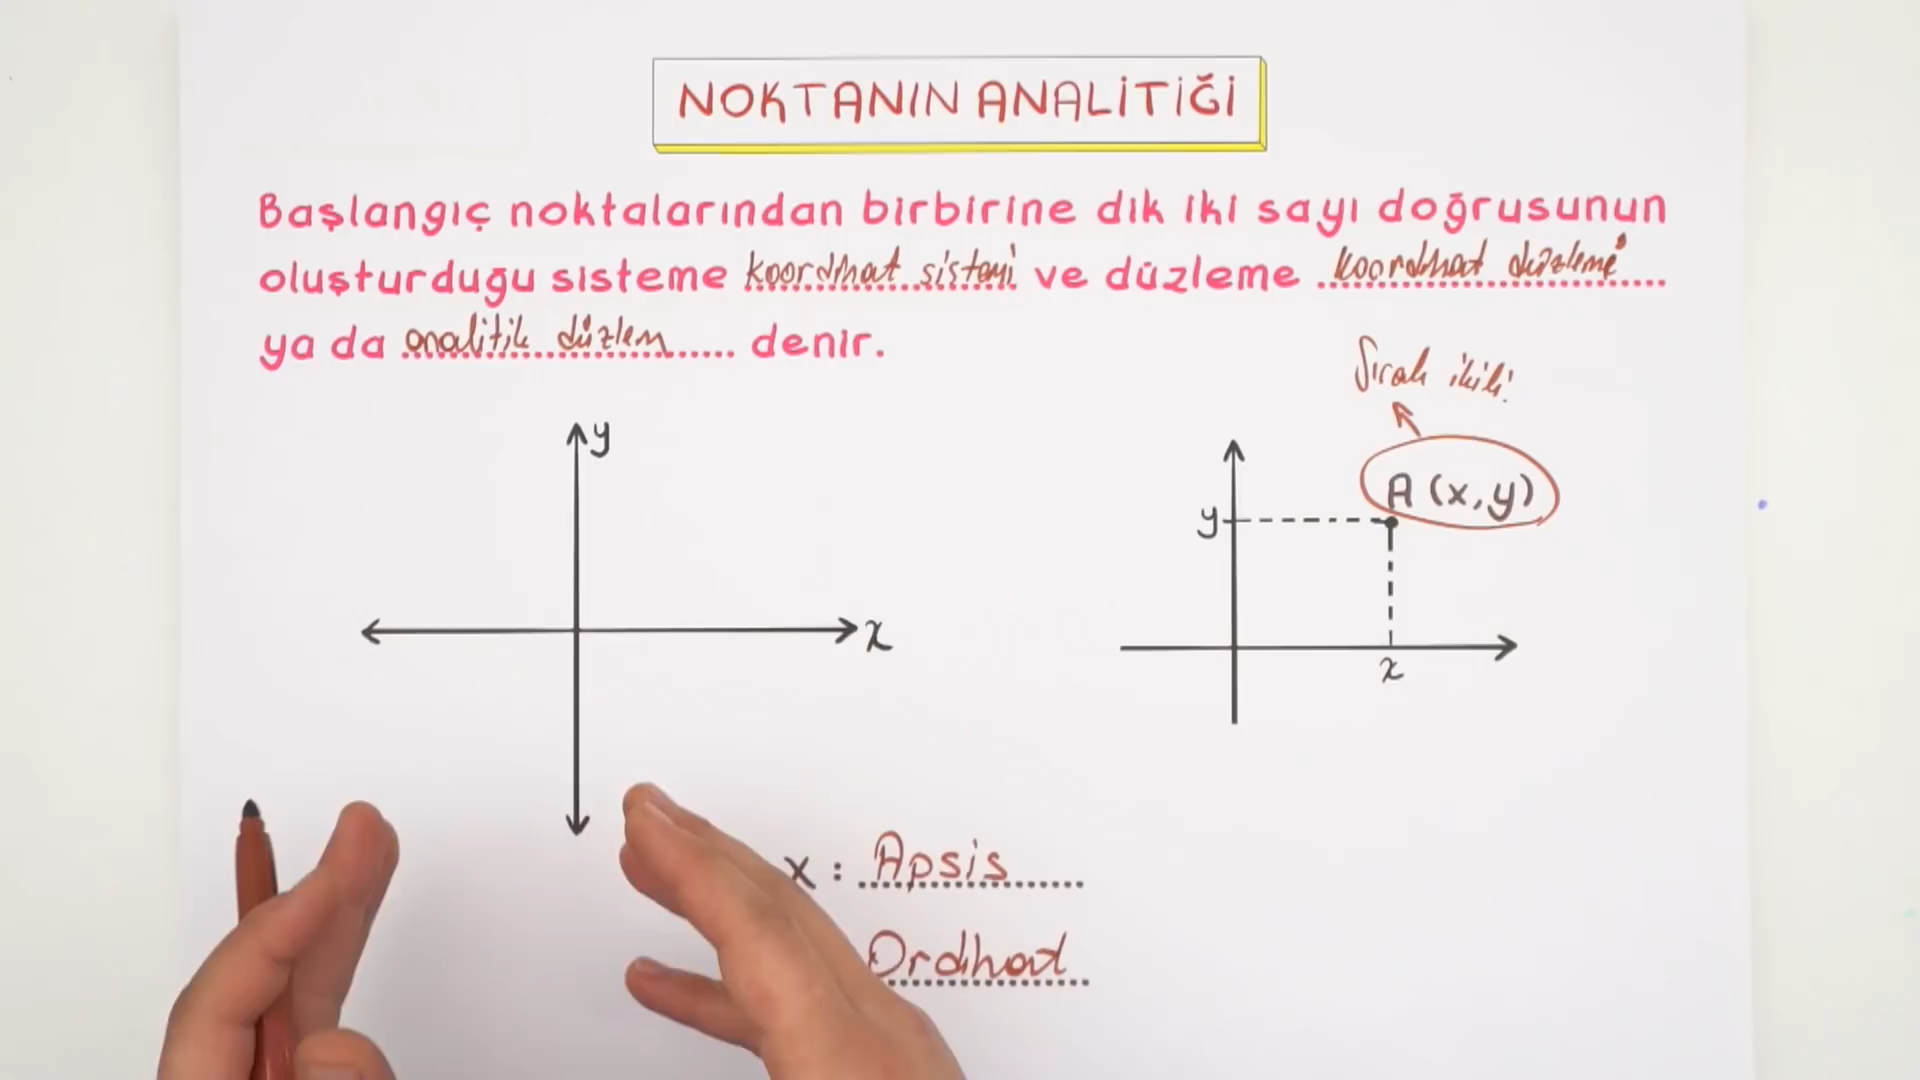 NOKTANIN ANALİTİĞİ
Başlangıç noktalarından birbirine dik iki sayı doğrusunun
oluşturduğu sisteme koordinat sistemi ve düzleme koordinat düzlemi
ya da analitik düzlem denir.
Sıralı ikili
y
A (x,y)
y
x
x
x : Apsis
Ordinat